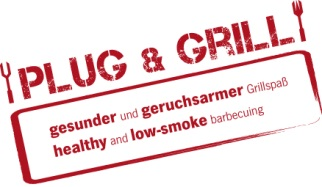 PLUG & GRILL
gesunder und geruchsarmer Grillspaß
healthy and low-smoke barbecuing